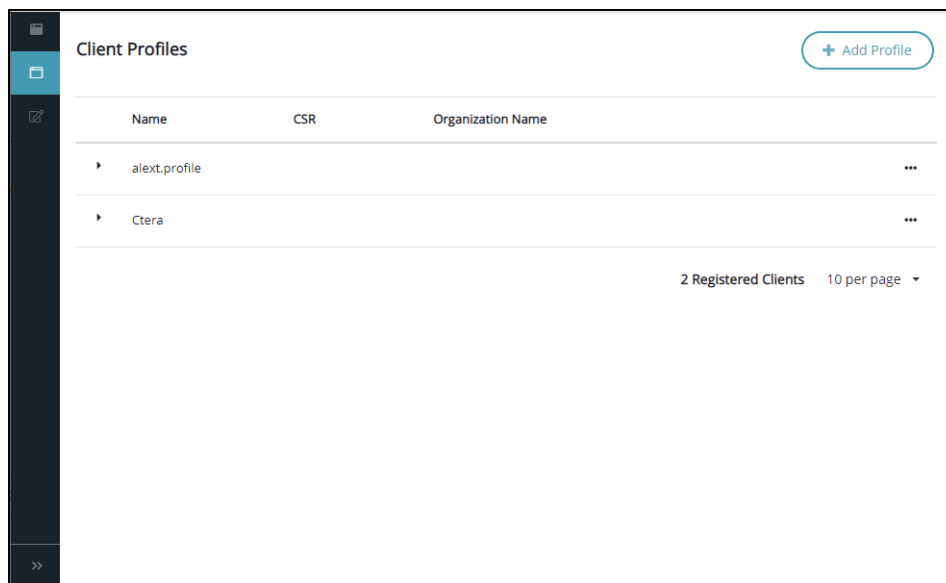 Client Profiles
Add Profile
Name CSR Organization Name
alext.profile
Ctera
2 Registered Clients 10 per page